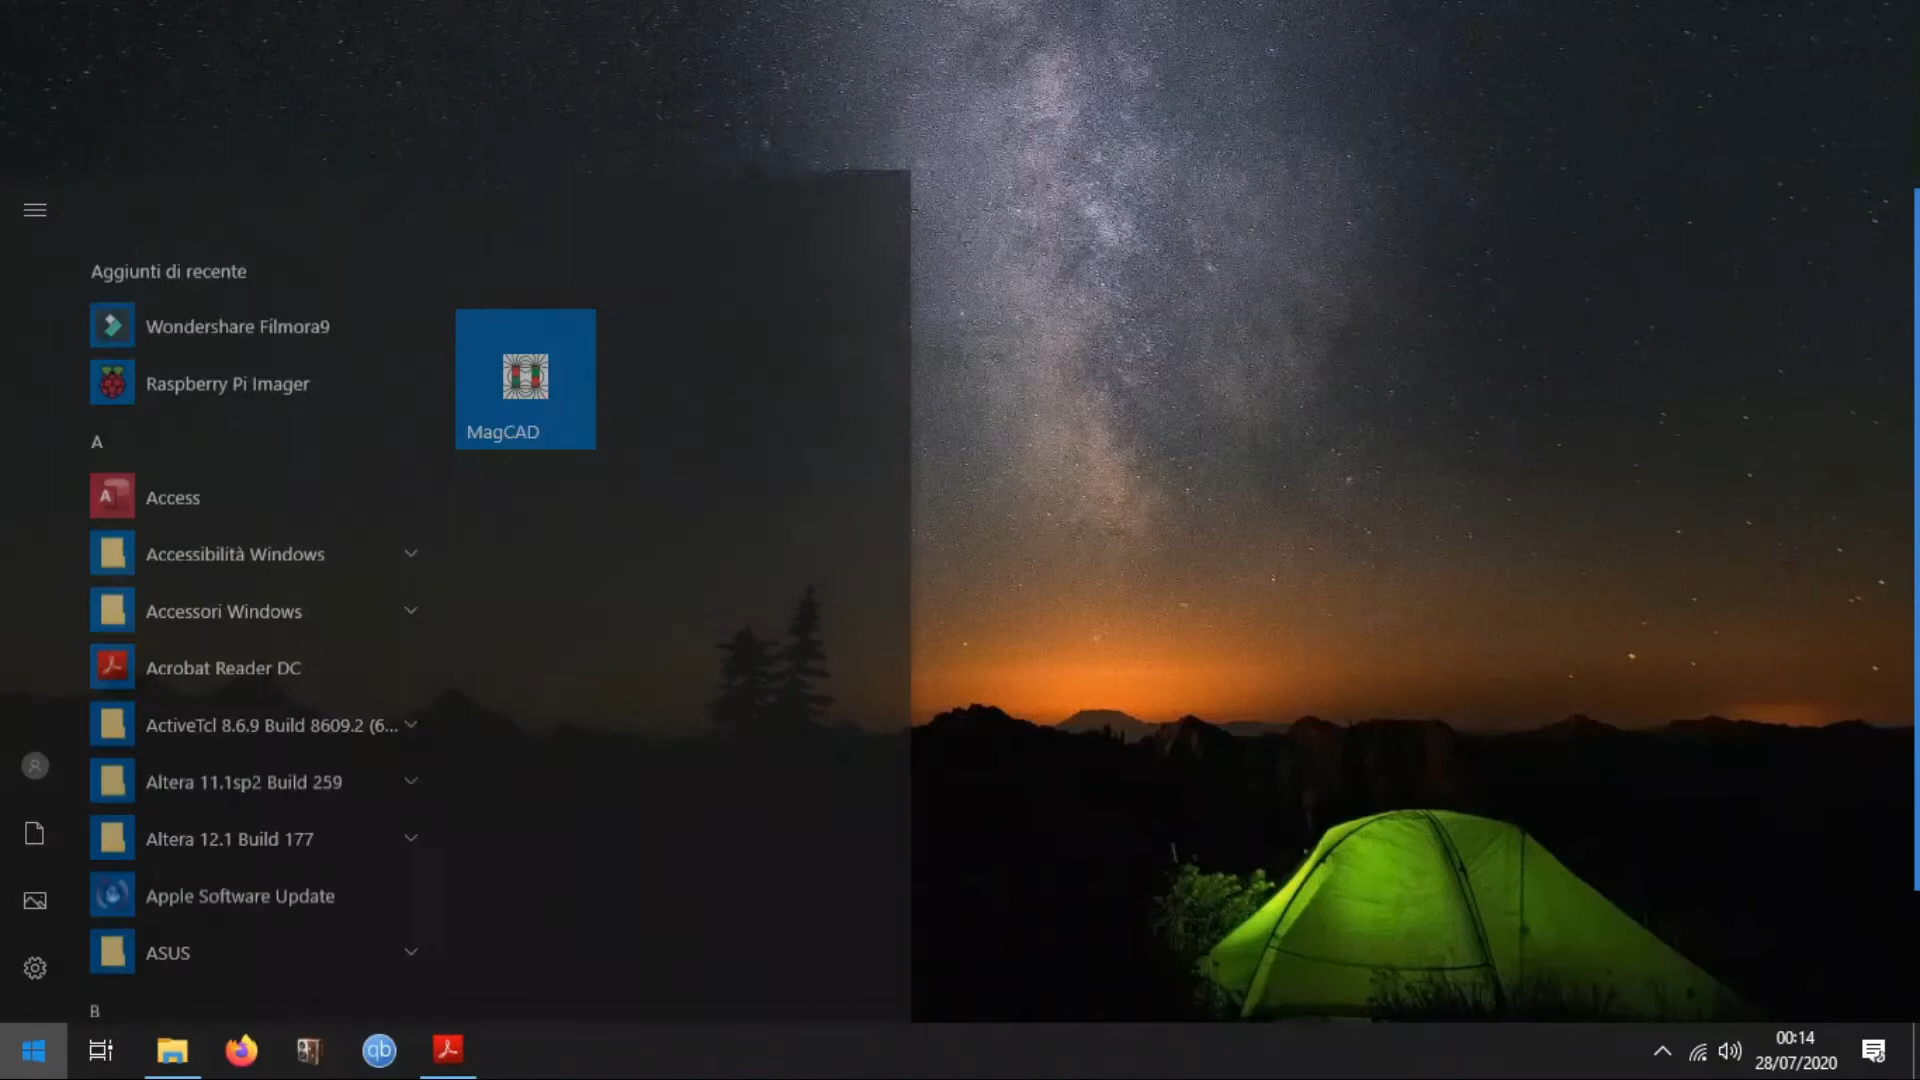 Aggiunti di recente
Wondershare Filmora9
Raspberry Pi Imager
MagCAD
A
A
Access
Accessibilità Windows
Accessori Windows
Acrobat Reader DC
ActiveTcl 8.6.9 Build 8609.2 (6...
Altera 11.1sp2 Build 259
Altera 12.1 Build 177
Apple Software Update
ASUS
B
qb
00:14
28/07/2020